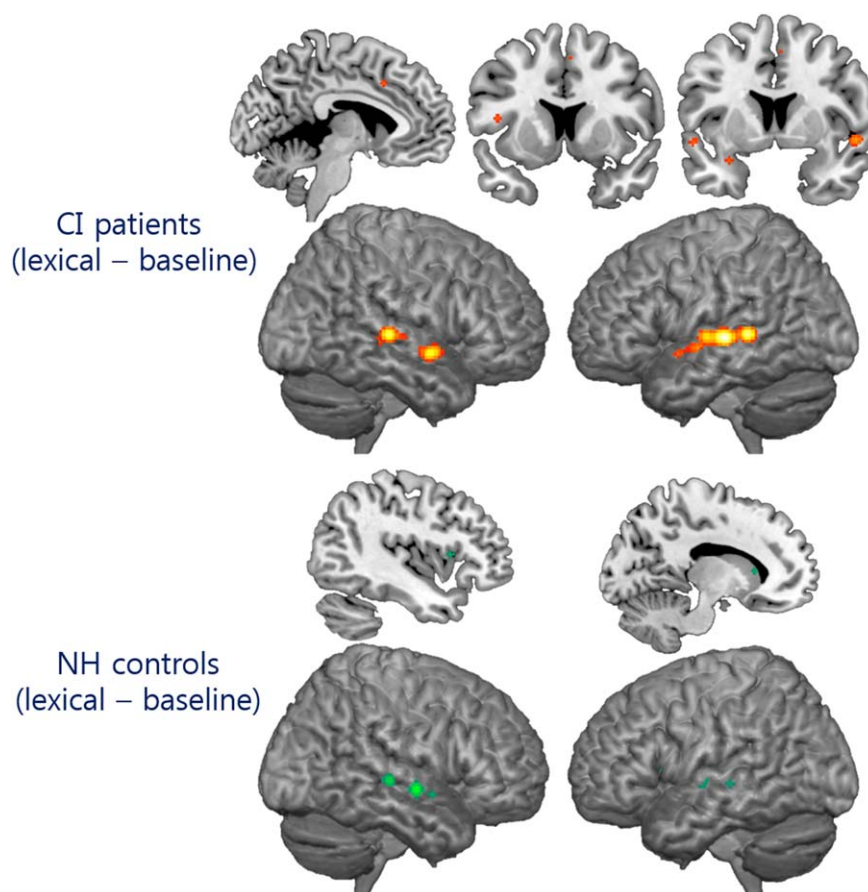 CI patients
(lexical – baseline)
NH controls
(lexical – baseline)